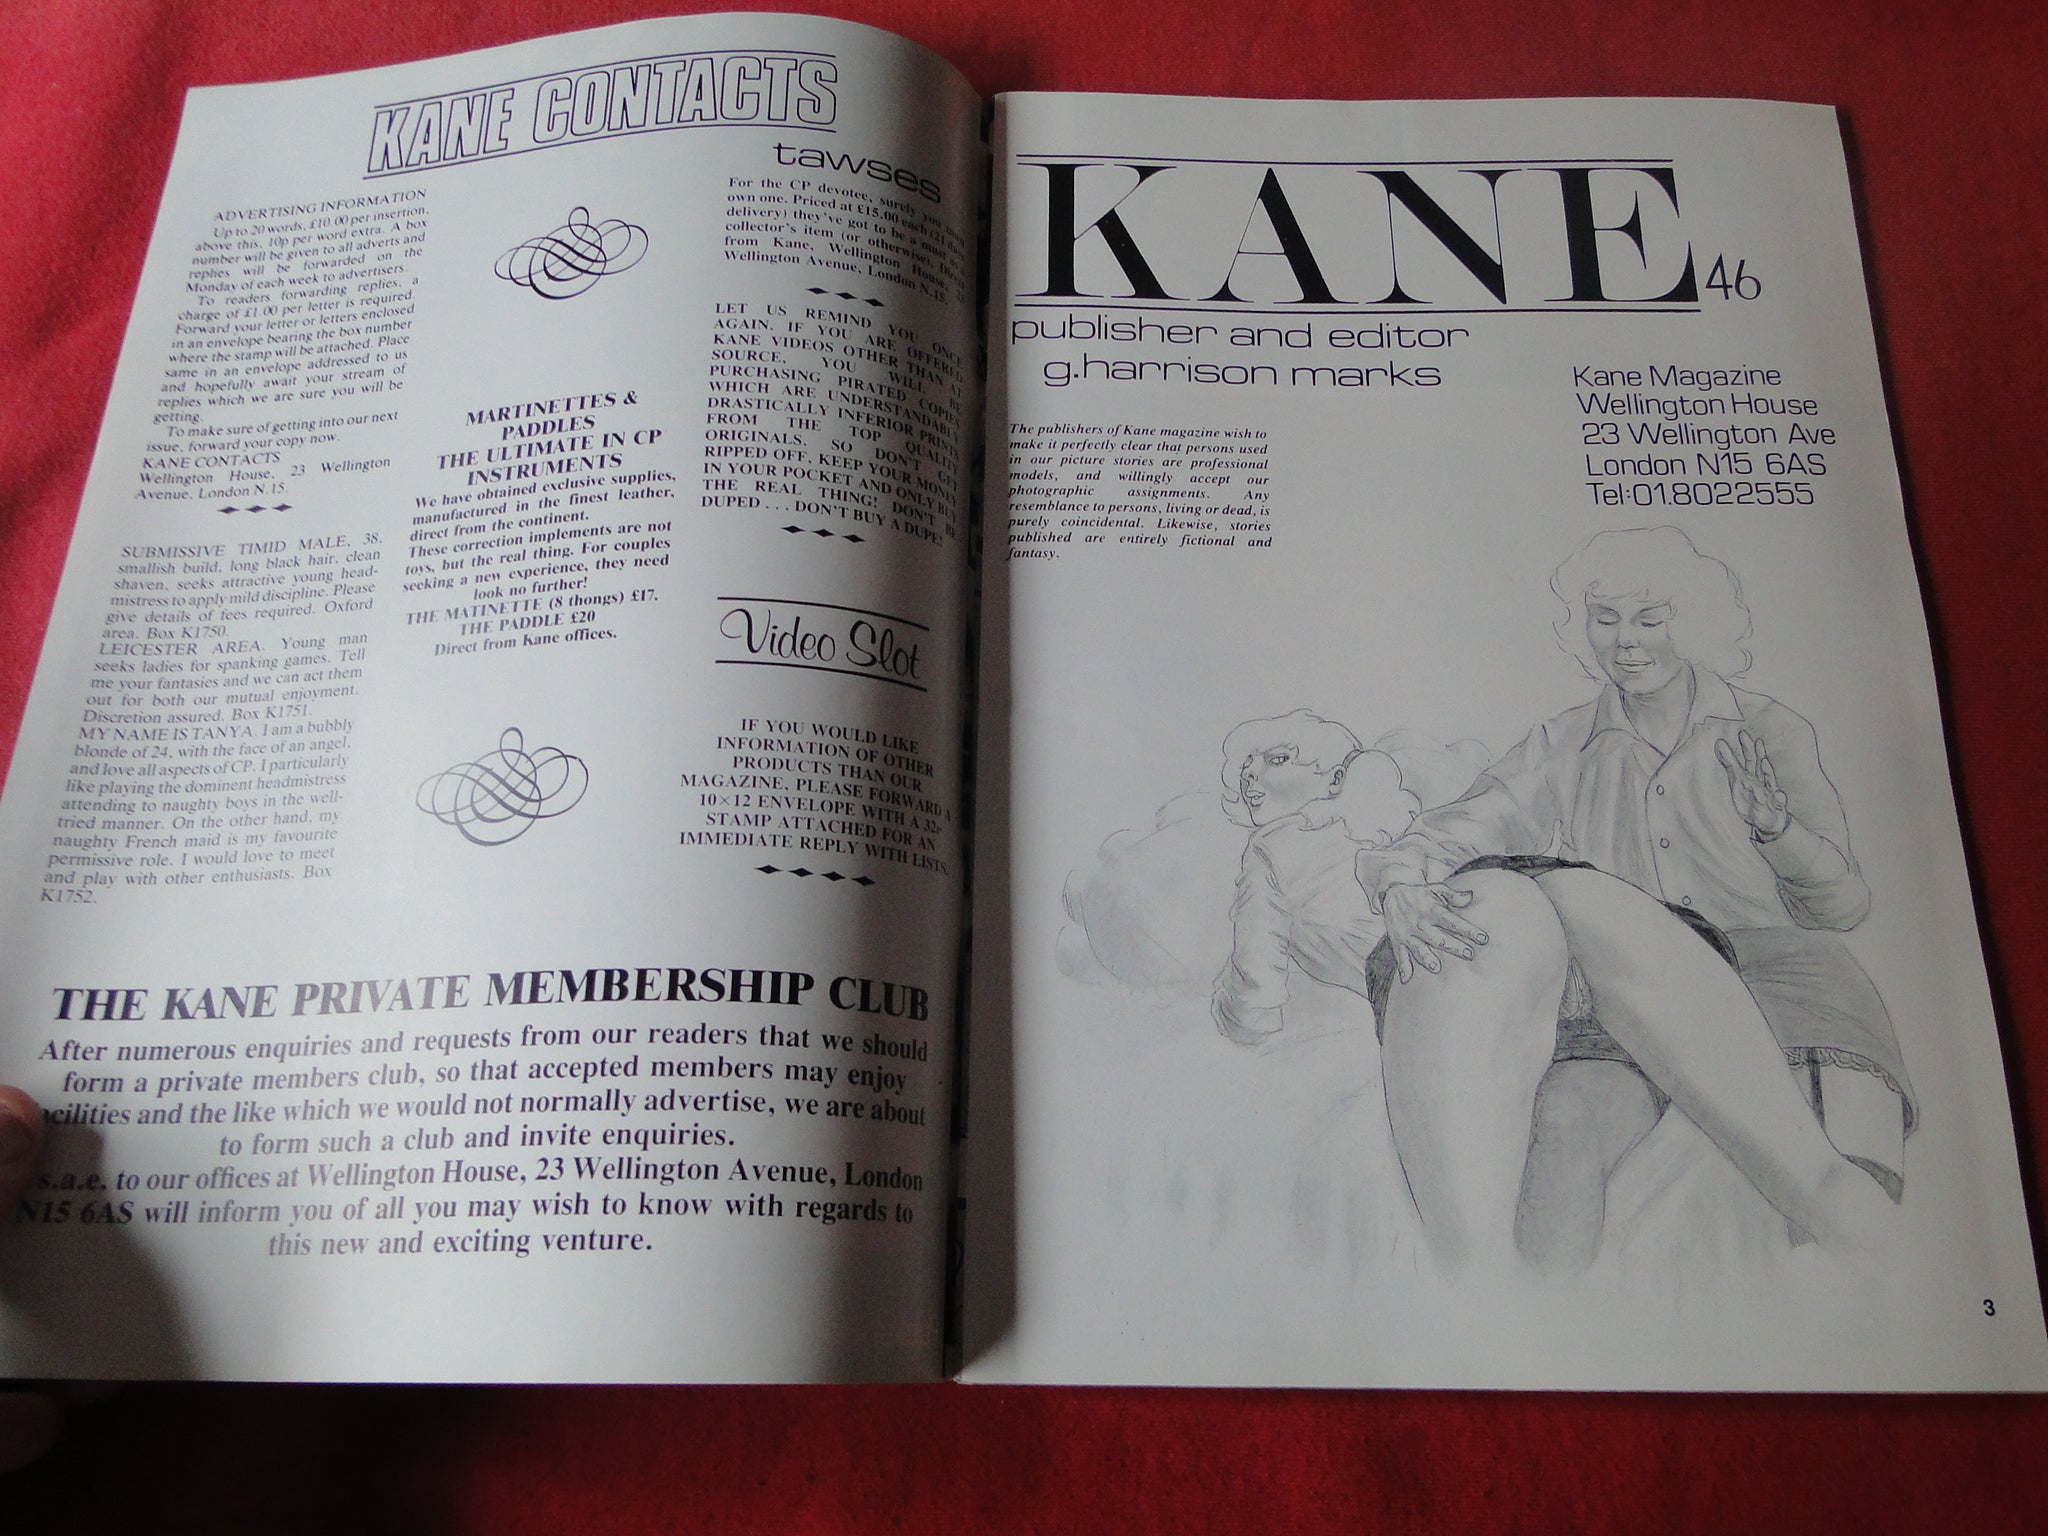 KANE CONTACTS
ADVERTISING INFORMATION
Up to 20 words, £10.00 per insertion,
above this, 10p per word extra. A box
number will be given to all adverts and
replies will be forwarded on the
Monday of each week to advertisers.
To readers forwarding replies, a
charge of £1.00 per letter is required.
Forward your letter or letters enclosed
in an envelope bearing the box number
where the stamp will be attached. Place
same in an envelope addressed to us
and hopefully await your stream of
replies which we are sure you will be
getting.
To make sure of getting into our next
issue, forward your copy now.
KANE CONTACTS
Wellington House, 23 Wellington
Avenue, London N.15.
SUBMISSIVE TIMID MALE, 38,
smallish build, long black hair, clean
shaven, seeks attractive young head-
mistress to apply mild discipline. Please
give details of fees required. Oxford
area. Box K1750.
LEICESTER AREA. Young man
seeks ladies for spanking games. Tell
me your fantasies and we can act them
out for both our mutual enjoyment.
Discretion assured. Box K1751.
MY NAME IS TANYA. I am a bubbly
blonde of 24, with the face of an angel,
and love all aspects of CP. I particularly
like playing the dominent headmistress
attending to naughty boys in the well-
tried manner. On the other hand, my
naughty French maid is my favourite
permissive role. I would love to meet
and play with other enthusiasts. Box
K1752.
MARTINETTES &
PADDLES
THE ULTIMATE IN CP
INSTRUMENTS
We have obtained exclusive supplies,
manufactured in the finest leather,
direct from the continent.
These correction implements are not
toys, but the real thing. For couples
seeking a new experience, they need
look no further!
THE MATINETTE (8 thongs) £17.
THE PADDLE £20
Direct from Kane offices.
tawses
For the CP devotee, surely you must
own one. Priced at £15.00 each (21 days
delivery) they've got to be a must as a
collector's item (or otherwise). Direct
from Kane, Wellington House, 23
Wellington Avenue, London N.15.
LET US REMIND YOU ONCE
AGAIN. IF YOU ARE OFFERED
KANE VIDEOS OTHER THAN AT
SOURCE, YOU WILL BE
PURCHASING PIRATED COPIES
WHICH ARE UNDERSTANDABLY
DRASTICALLY INFERIOR PRINTS
FROM THE TOP QUALITY
ORIGINALS. SO DON'T GET
RIPPED OFF, KEEP YOUR MONEY
IN YOUR POCKET AND ONLY BUY
THE REAL THING! DON'T BE
DUPED . . . DON'T BUY A DUPE!
Video Slot
IF YOU WOULD LIKE
INFORMATION OF OTHER
PRODUCTS THAN OUR
MAGAZINE, PLEASE FORWARD A
10×12 ENVELOPE WITH A 32p
STAMP ATTACHED FOR AN
IMMEDIATE REPLY WITH LISTS.
THE KANE PRIVATE MEMBERSHIP CLUB
After numerous enquiries and requests from our readers that we should
form a private members club, so that accepted members may enjoy
cilities and the like which we would not normally advertise, we are about
to form such a club and invite enquiries.
s.a.e. to our offices at Wellington House, 23 Wellington Avenue, London
N15 6AS will inform you of all you may wish to know with regards to
this new and exciting venture.
KANE 46
publisher and editor
g.harrison marks
Kane Magazine
Wellington House
23 Wellington Ave
London N15 6AS
Tel:01.8022555
The publishers of Kane magazine wish to
make it perfectly clear that persons used
in our picture stories are professional
models, and willingly accept our
photographic assignments. Any
resemblance to persons, living or dead, is
purely coincidental. Likewise, stories
published are entirely fictional and
fantasy.
3